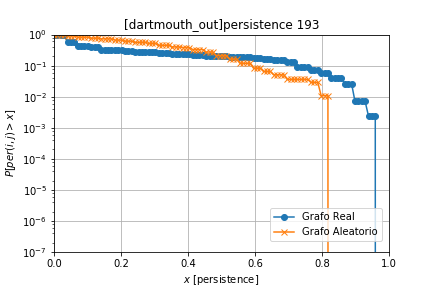 [dartmouth_out]persistence 193
10^0
10^-1
10^-2
10^-3
10^-4
10^-5
10^-6
10^-7
P[per(i,j) > x]
0.0 0.2 0.4 0.6 0.8 1.0
x [persistence]
Grafo Real
Grafo Aleatorio